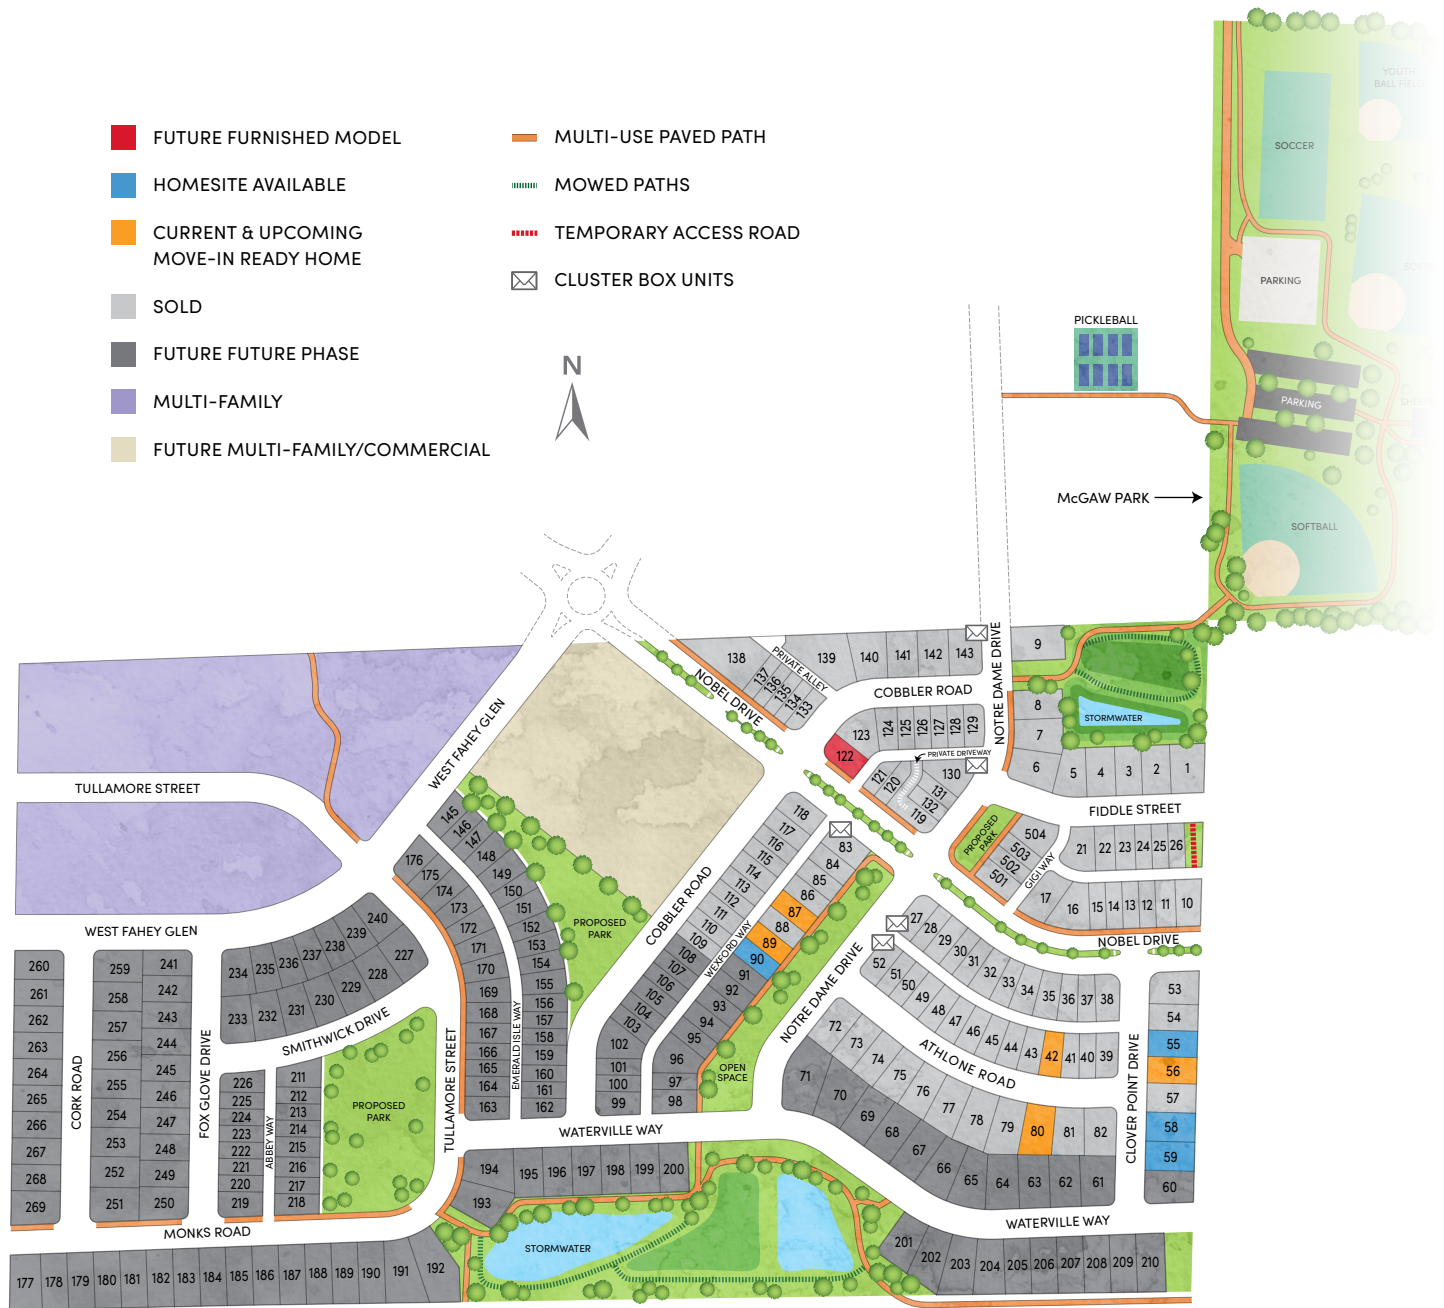 FUTURE FURNISHED MODEL
HOMESITE AVAILABLE
CURRENT & UPCOMING
MOVE-IN READY HOME
SOLD
FUTURE FUTURE PHASE
MULTI-FAMILY
FUTURE MULTI-FAMILY/COMMERCIAL
MULTI-USE PAVED PATH
MOWED PATHS
TEMPORARY ACCESS ROAD
CLUSTER BOX UNITS
N
YOUTH
BALL FIELD
SOCCER
PARKING
PICKLEBALL
PARKING
McGAW PARK
SOFTBALL
NOTRE DAME DRIVE
9
STORMWATER
8
7
6 5 4 3 2 1
FIDDLE STREET
138
PRIVATE ALLEY
137 136 135 134 133
139 140 141 142 143
NOBEL DRIVE
COBBLER ROAD
123 124 125 126 127 128 129
122
PRIVATE DRIVEWAY
121 120 130 131 132 119
PROPOSED
PARK
504
503
502
501
GIGI WAY
21 22 23 24 25 26
17 16 15 14 13 12 11 10
NOBEL DRIVE
WEST FAHEY GLEN
TULLAMORE STREET
WEST FAHEY GLEN
145
146
147
148
149
150
151
152
153
154
155
156
157
158
159
160
161
162
PROPOSED
PARK
EMERALD ISLE WAY
176
175
174
173
172
171
170
169
168
167
166
165
164
163
TULLAMORE STREET
COBBLER ROAD
118
117
116
115
114
113
112
111
110
109
108
107
106
105
104
103
102
101
100
99
WEXFORD WAY
83
84
85
86
87
88
89
90
91
92
93
94
95
96
97
98
OPEN
SPACE
NOTRE DAME DRIVE
27 28 29 30 31 32 33 34 35 36 37 38
52 51 50 49 48 47 46 45 44 43 42 41 40 39
ATHLONE ROAD
72 73 74 75 76 77 78 79 80 81 82
71 70 69 68 67 66 65 64 63 62 61
CLOVER POINT DRIVE
53
54
55
56
57
58
59
60
WATERVILLE WAY
WATERVILLE WAY
201 202 203 204 205 206 207 208 209 210
260
261
262
263
264
265
266
267
268
269
CORK ROAD
259
258
257
256
255
254
253
252
251
241
242
243
244
245
246
247
248
249
250
FOX GLOVE DRIVE
234 235 236 237 238 239 240
233 232 231 230 229 228 227
SMITHWICK DRIVE
226
225
224
223
222
221
220
219
ABBEY WAY
211
212
213
214
215
216
217
218
PROPOSED
PARK
MONKS ROAD
194 195 196 197 198 199 200
193
STORMWATER
177 178 179 180 181 182 183 184 185 186 187 188 189 190 191 192